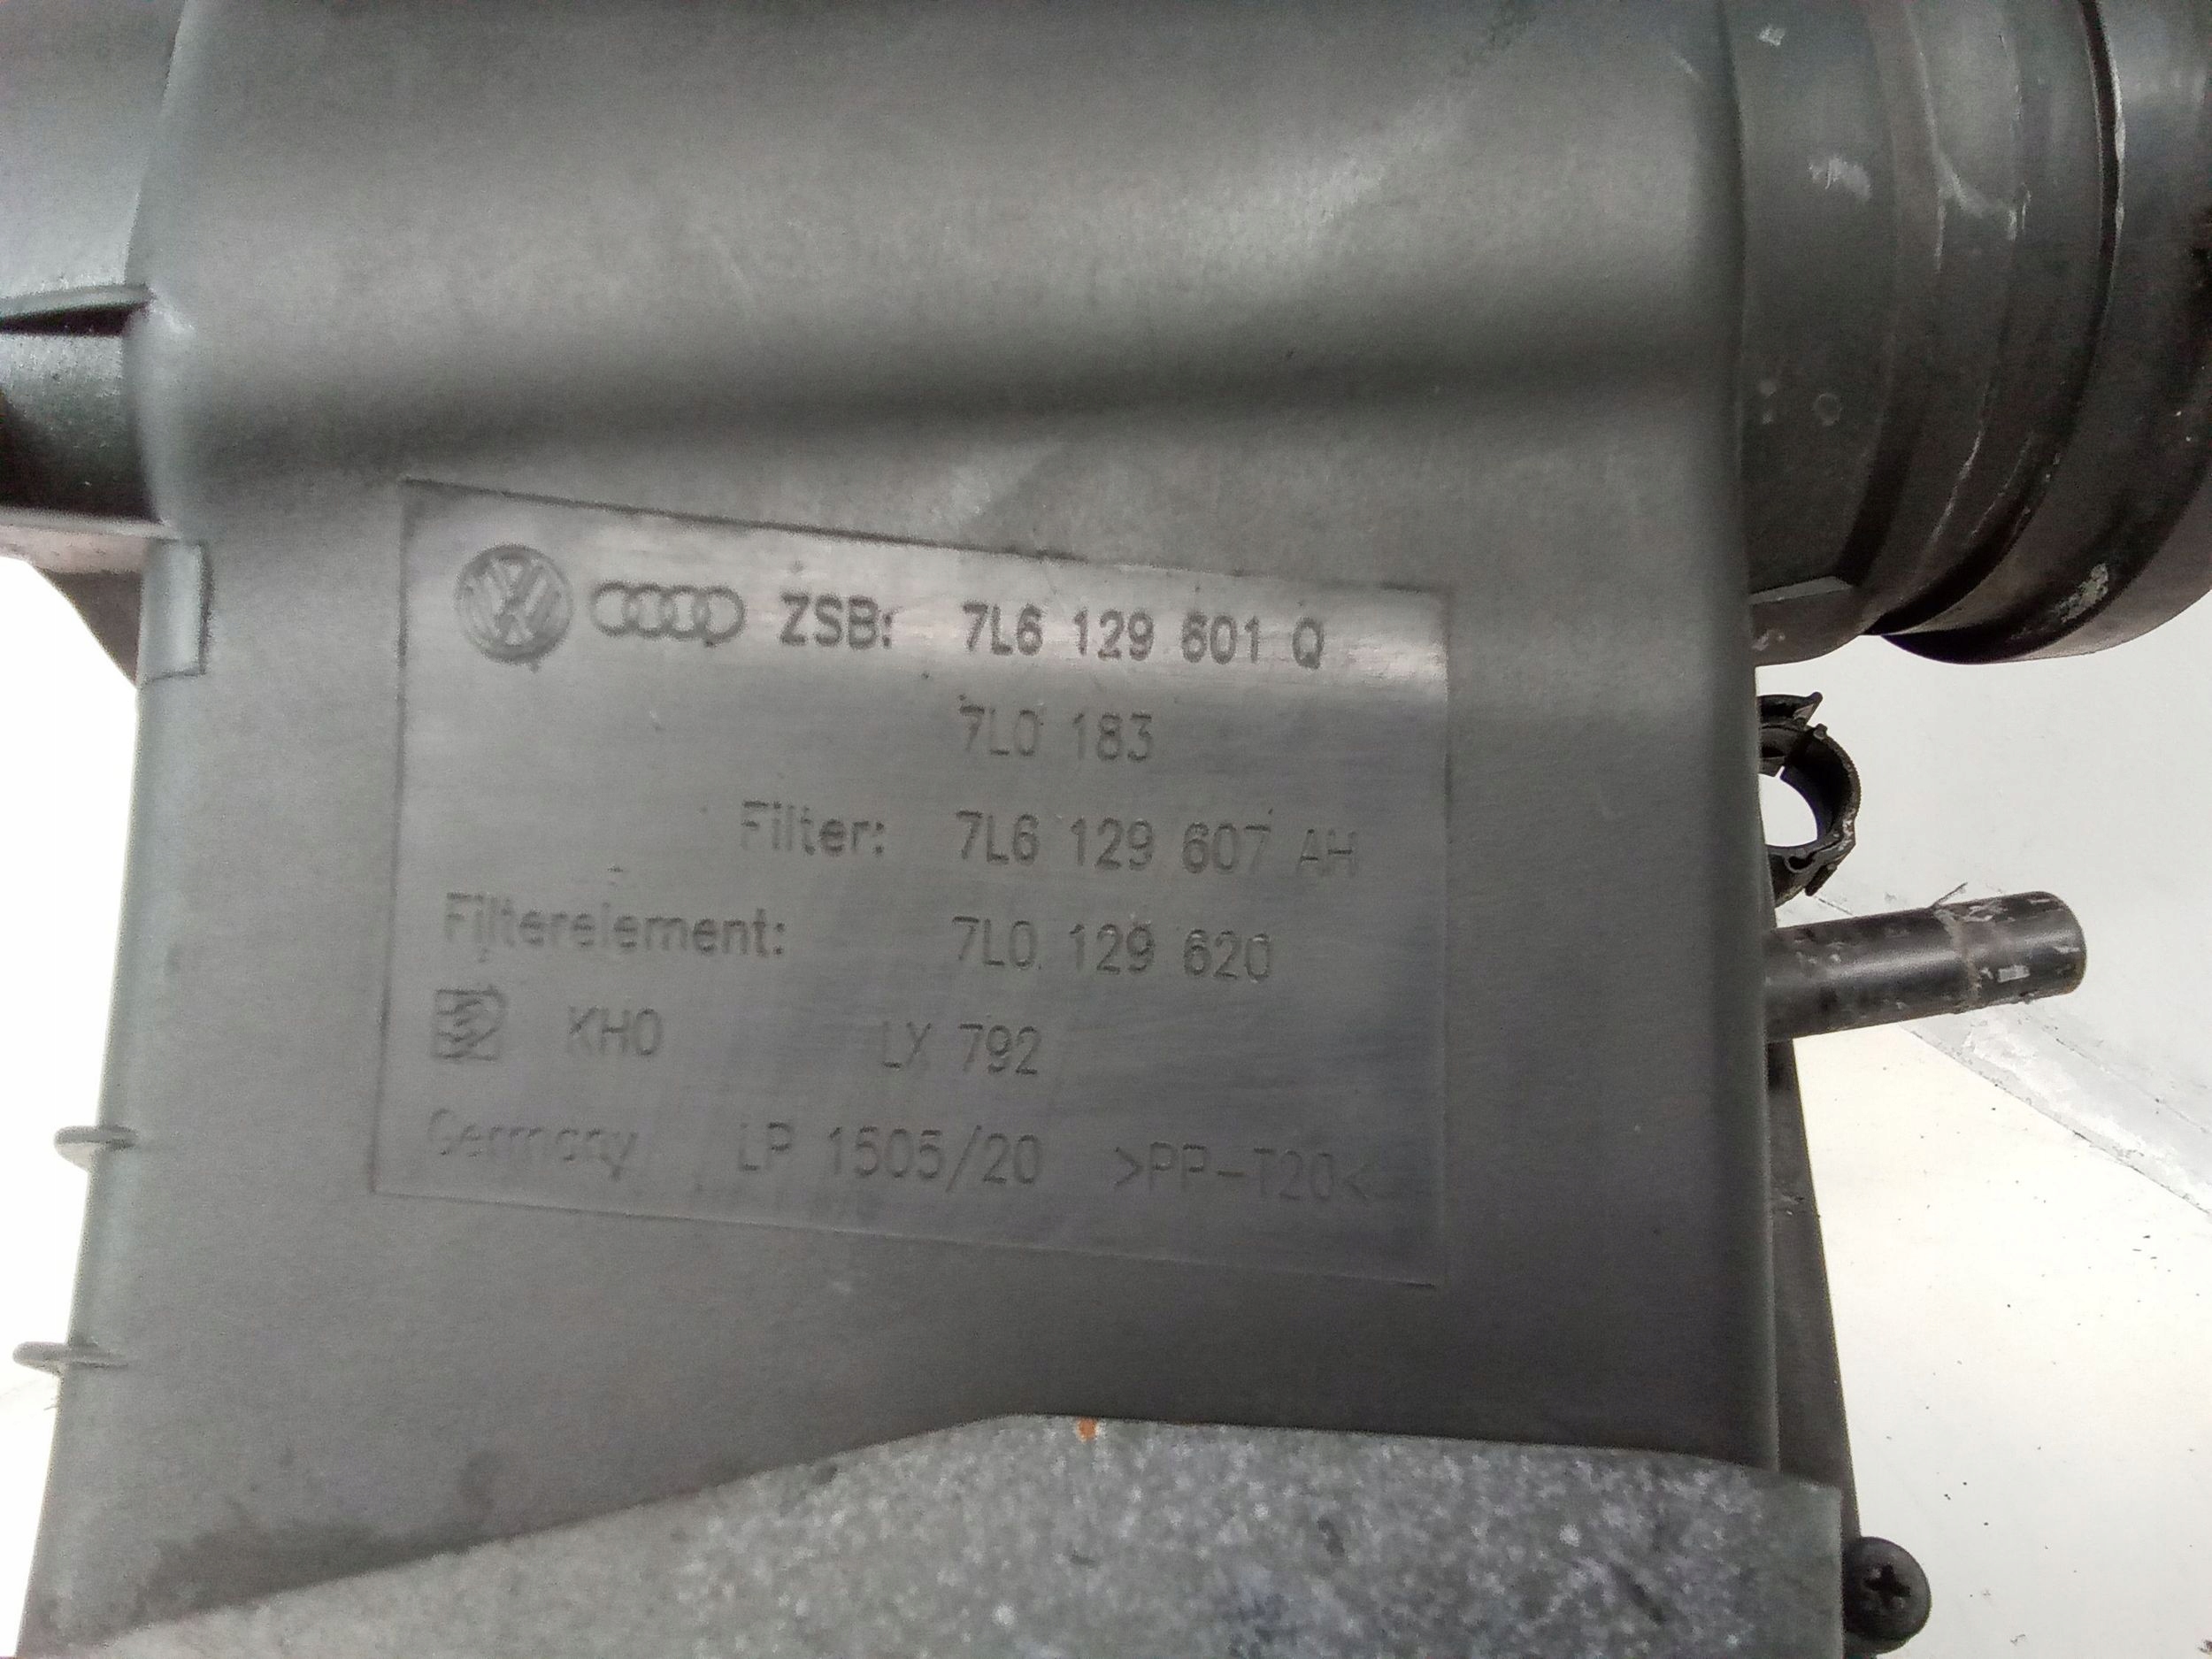 ZSB: 7L6 129 601 Q
7L0 183
Filter: 7L6 129 607 AH
Filterelement: 7L0 129 620
KHO LX 792
Germany LP 1505/20 >PP-T20<